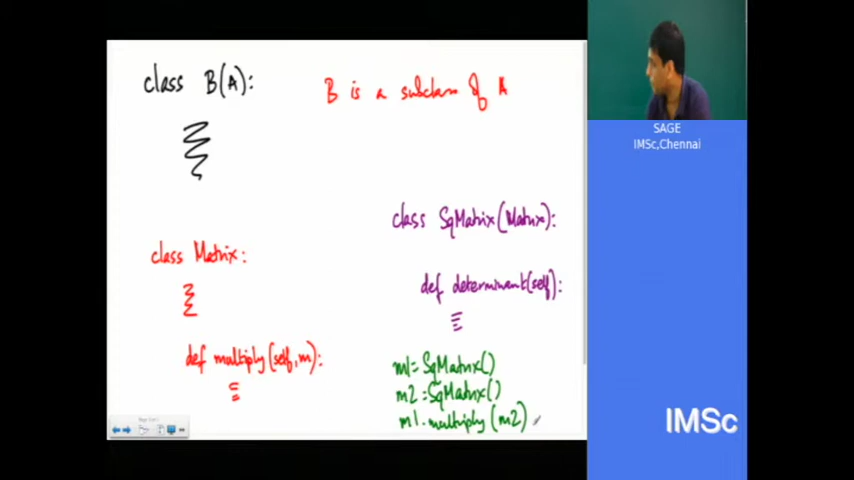 class B(A):
B is a subclass of A
class Matrix:
def multiply(self, m):
class SqMatrix(Matrix):
def determinant(self):
m1 = SqMatrix()
m2 = SqMatrix()
m1.multiply(m2)
SAGE
IMSc,Chennai
IMSc